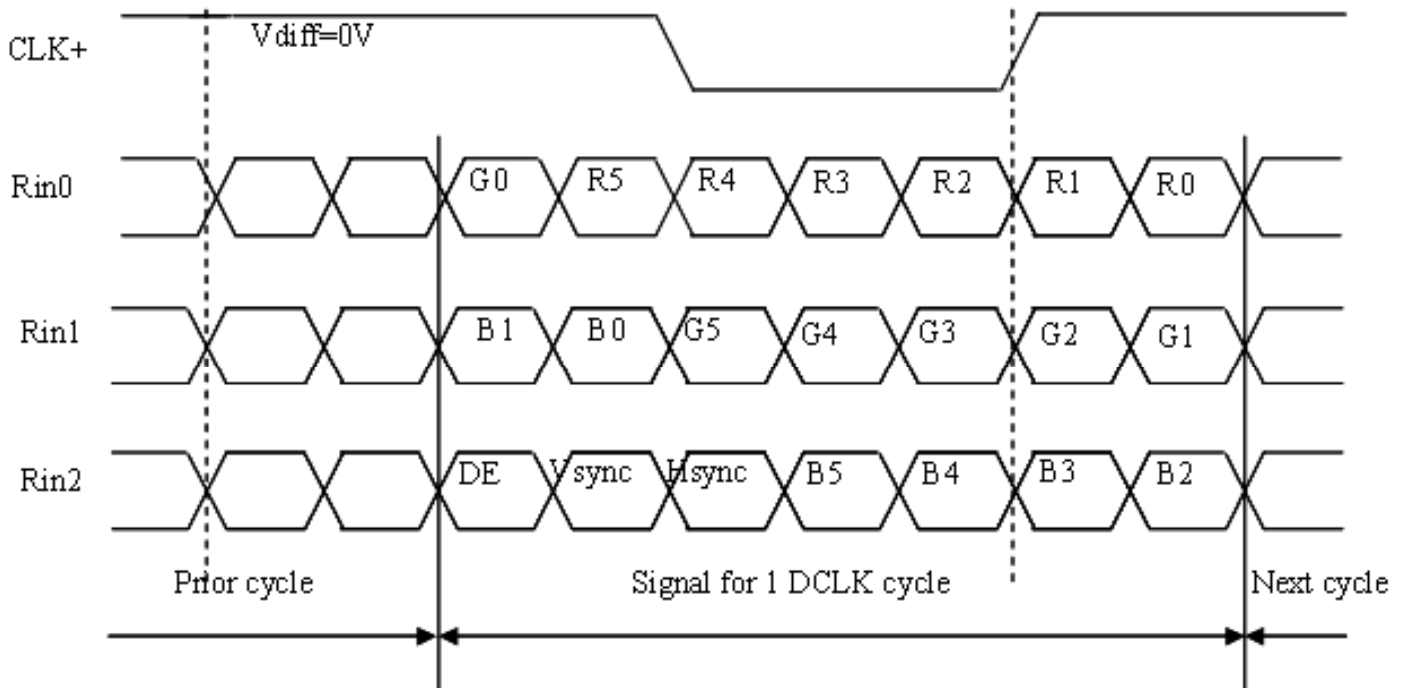 CLK+
Vdiff=0V
Rin0 G0 R5 R4 R3 R2 R1 R0
Rin1 B1 B0 G5 G4 G3 G2 G1
Rin2 DE Vsync Hsync B5 B4 B3 B2
Prior cycle Signal for 1 DCLK cycle Next cycle